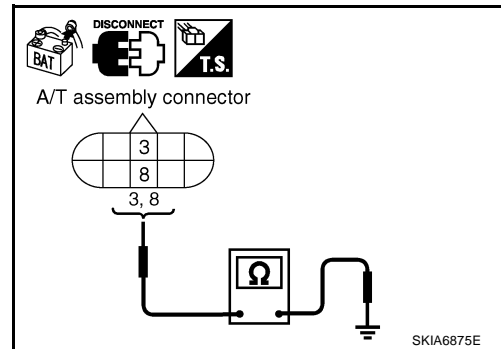 DISCONNECT
BAT
T.S.
A/T assembly connector
3
8
3, 8
Ω
SKIA6875E